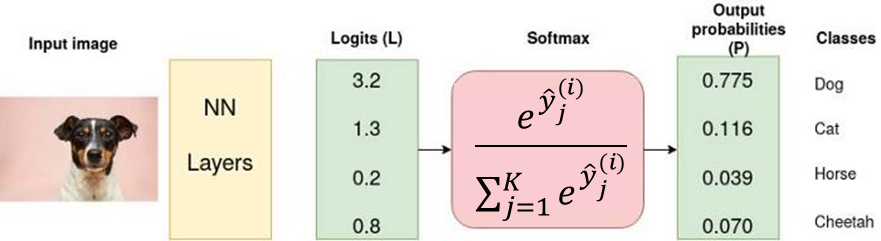 Input image
NN
Layers
Logits (L)
3.2
1.3
0.2
0.8
Softmax
e^{ŷ_j^{(i)}}
∑_{j=1}^{K} e^{ŷ_j^{(i)}}
Output
probabilities
(P)
0.775
0.116
0.039
0.070
Classes
Dog
Cat
Horse
Cheetah